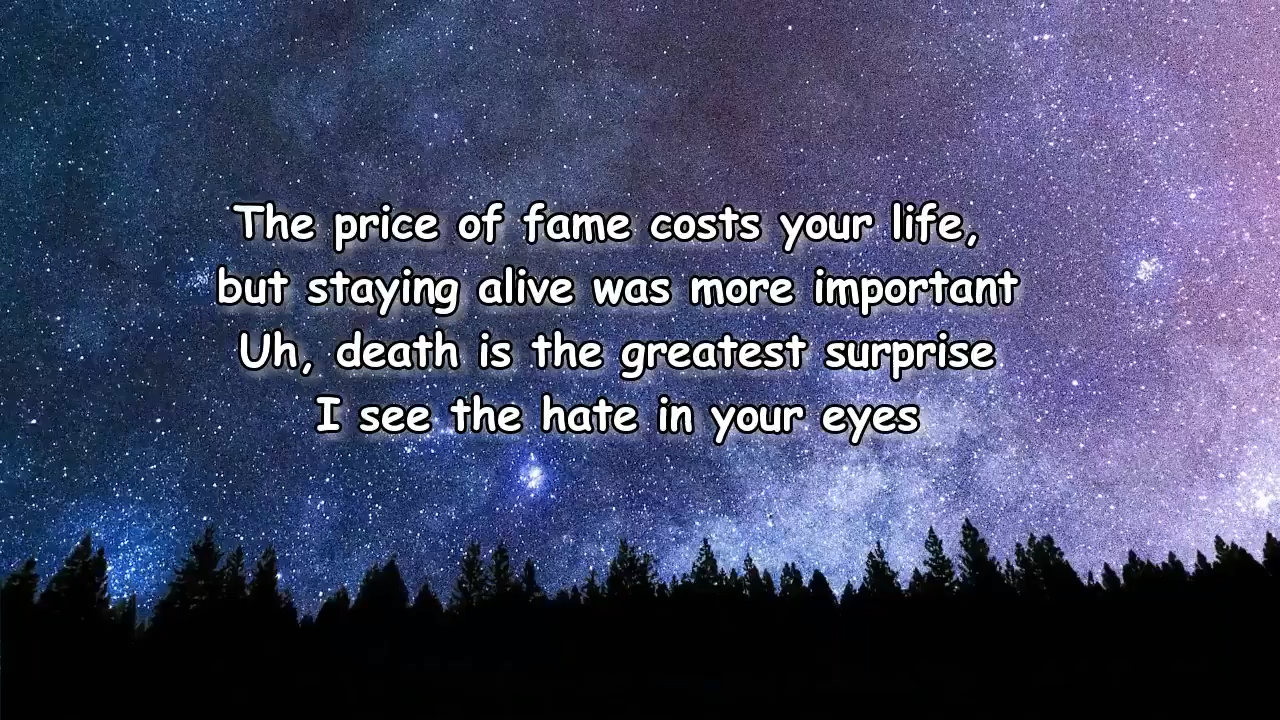 The price of fame costs your life,
but staying alive was more important
Uh, death is the greatest surprise
I see the hate in your eyes